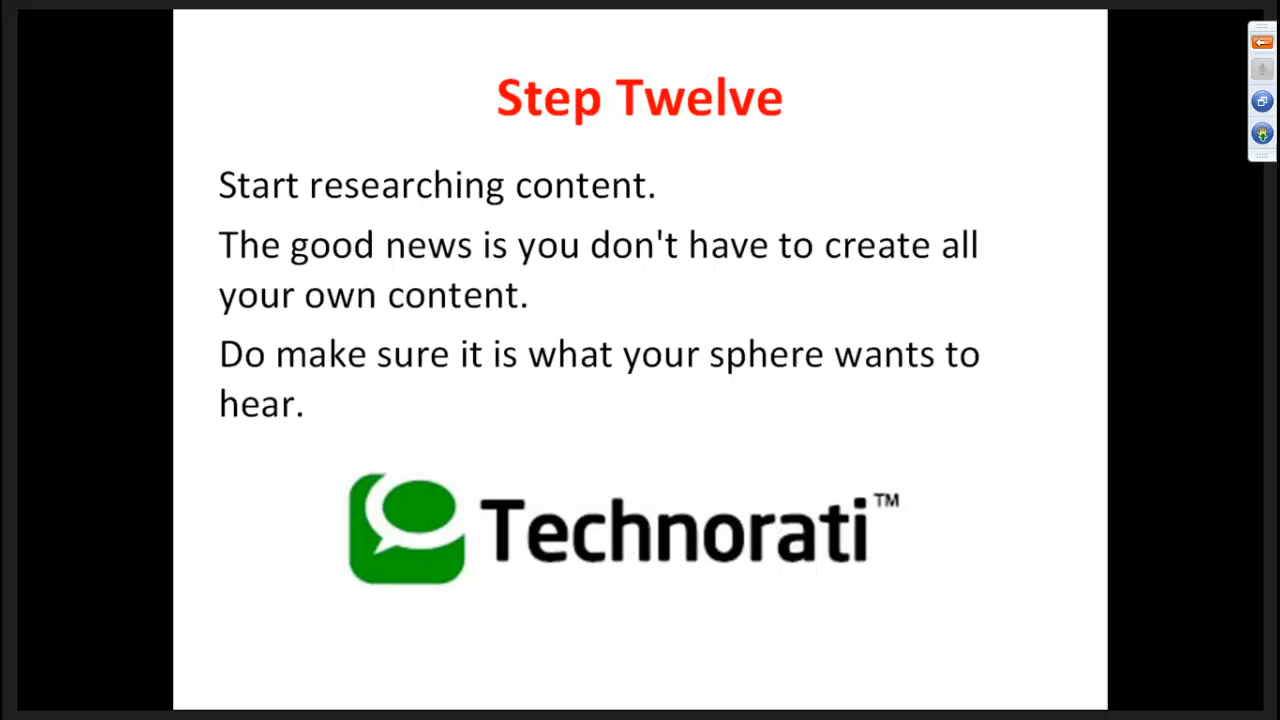 Step Twelve
Start researching content.
The good news is you don't have to create all
your own content.
Do make sure it is what your sphere wants to
hear.
Technorati™